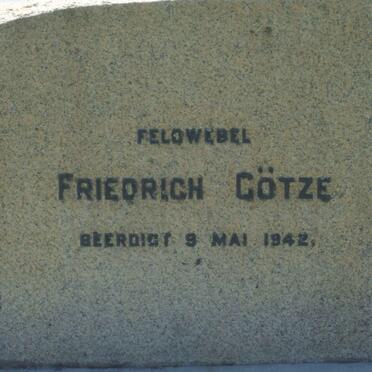 FELDWEBEL
FRIEDRICH GÖTZE
BEERDIGT 9 MAI 1942.